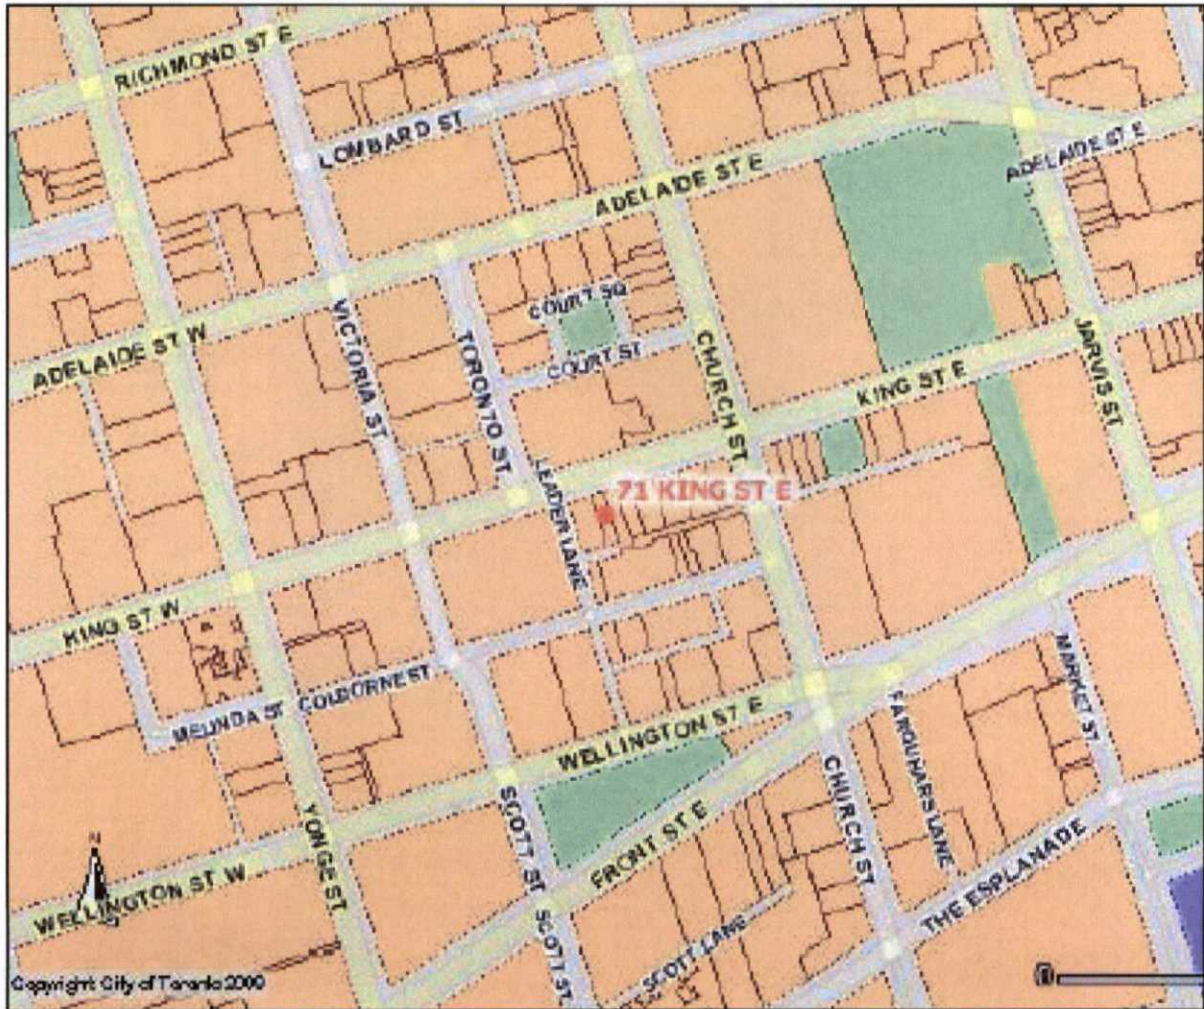 RICHMOND ST E
LOMBARD ST
ADELAIDE ST E
ADELAIDE ST E
COURT SQ
COURT ST
ADELAIDE ST W
VICTORIA ST
TORONTO ST
CHURCH ST
KING ST E
JARVIS ST
LEADER LANE
71 KING ST E
KING ST W
MELINDA ST
COLBORNE ST
WELLINGTON ST E
FARQUHARS LANE
MARKET ST
YONGE ST
SCOTT ST
FRONT ST E
CHURCH ST
THE ESPLANADE
N
WELLINGTON ST W
SCOTT ST
SCOTT LANE
Copyright City of Toronto 2009
0